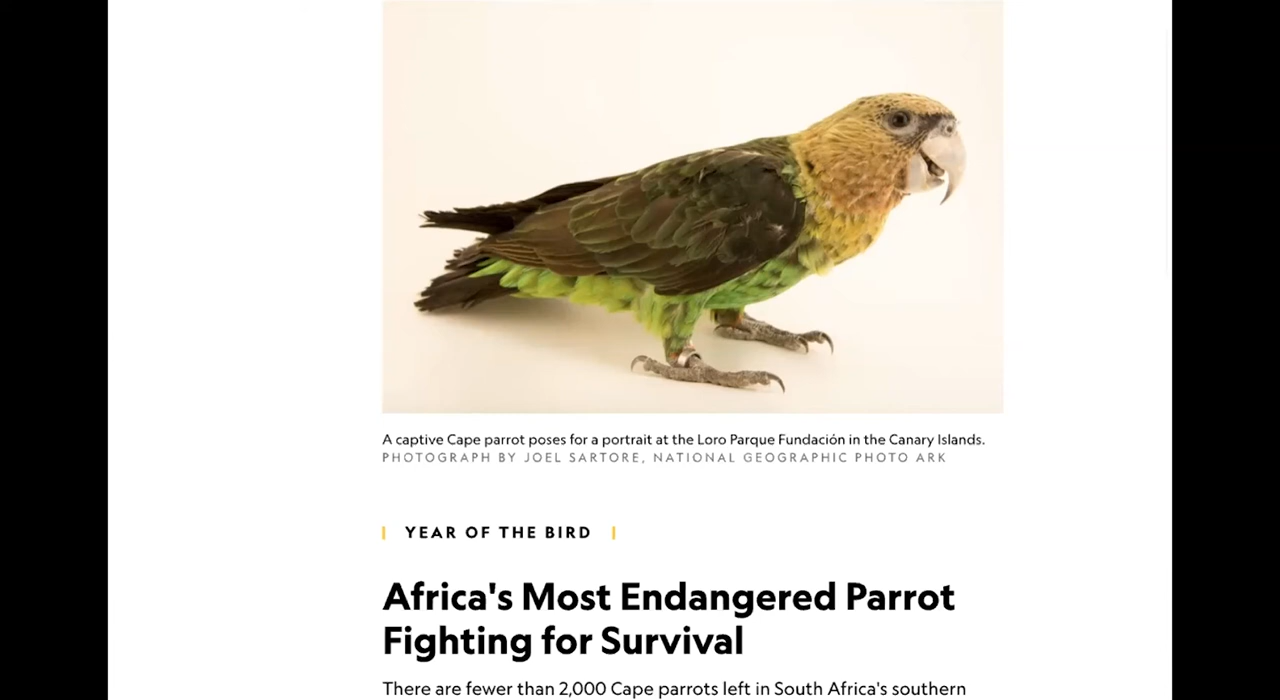 A captive Cape parrot poses for a portrait at the Loro Parque Fundación in the Canary Islands.
PHOTOGRAPH BY JOEL SARTORE, NATIONAL GEOGRAPHIC PHOTO ARK
YEAR OF THE BIRD
Africa's Most Endangered Parrot
Fighting for Survival
There are fewer than 2,000 Cape parrots left in South Africa's southern